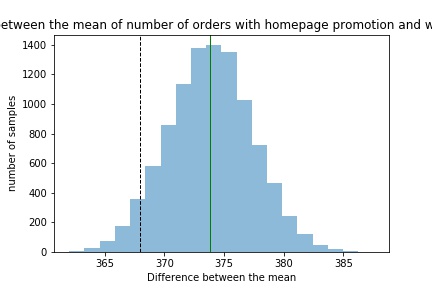 etween the mean of number of orders with homepage promotion and w
1400
1200
1000
800
600
400
200
0
number of samples
365 370 375 380 385
Difference between the mean